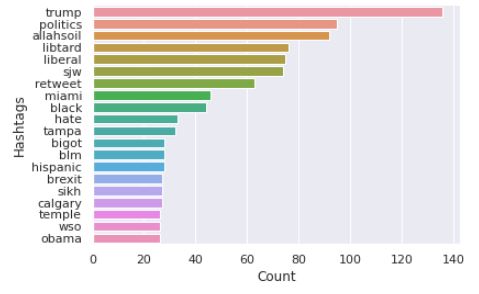 trump
politics
allahsoil
libtard
liberal
sjw
retweet
miami
black
hate
tampa
bigot
blm
hispanic
brexit
sikh
calgary
temple
wso
obama
Hashtags
0 20 40 60 80 100 120 140
Count